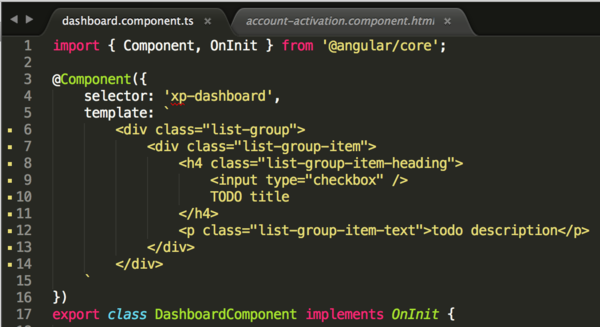 dashboard.component.ts × account-activation.component.html
1 import { Component, OnInit } from '@angular/core';
2
3 @Component({
4     selector: 'xp-dashboard',
5     template: `
6         <div class="list-group">
7             <div class="list-group-item">
8                 <h4 class="list-group-item-heading">
9                     <input type="checkbox" />
10                     TODO title
11                 </h4>
12                 <p class="list-group-item-text">todo description</p>
13             </div>
14         </div>
15     `
16 })
17 export class DashboardComponent implements OnInit {